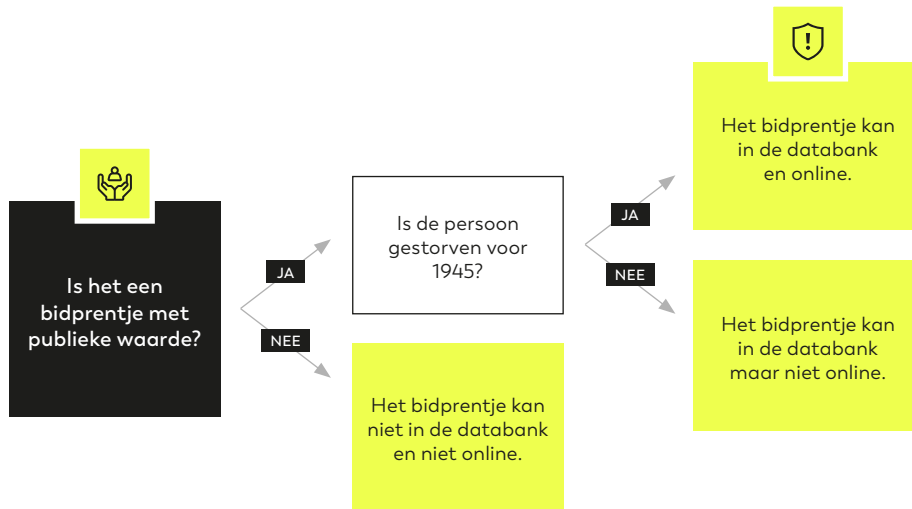 Is het een
bidprentje met
publieke waarde?
JA
NEE
Is de persoon
gestorven voor
1945?
Het bidprentje kan
niet in de databank
en niet online.
JA
NEE
Het bidprentje kan
in de databank
en online.
Het bidprentje kan
in de databank
maar niet online.